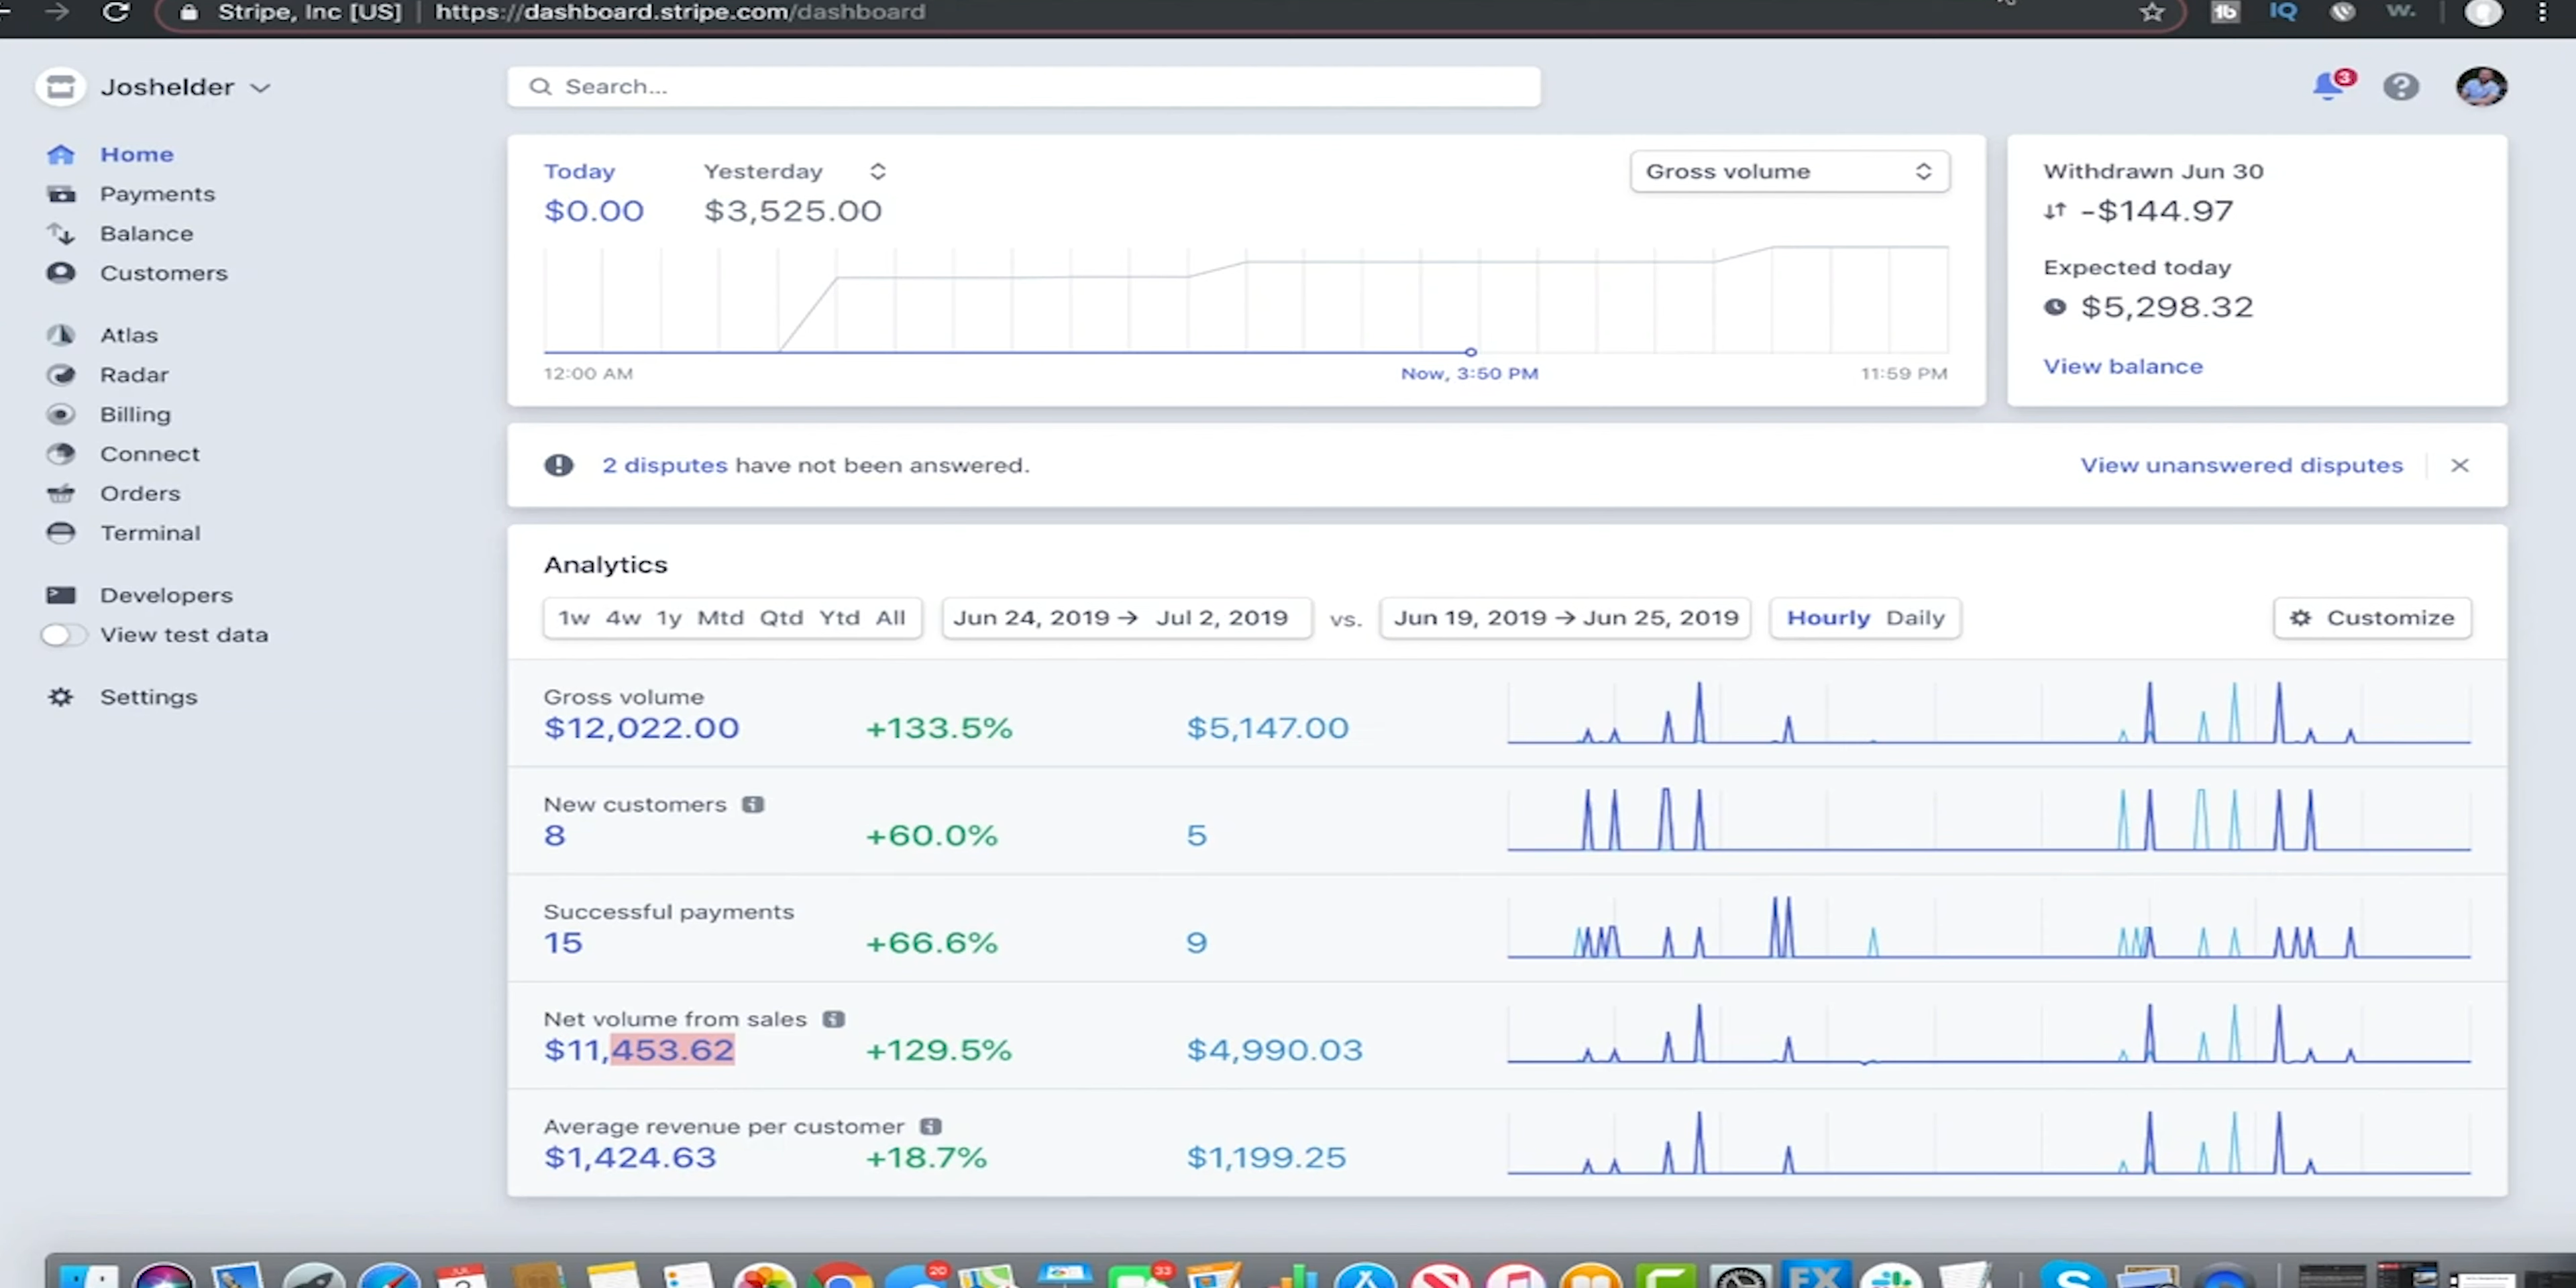 Stripe, Inc [US] | https://dashboard.stripe.com/dashboard
IQ
W.
Joshelder
Search...
3
Home
Payments
Balance
Customers
Atlas
Radar
Billing
Connect
Orders
Terminal
Developers
View test data
Settings
Today
Yesterday
Gross volume
$0.00
$3,525.00
12:00 AM
Now, 3:50 PM
11:59 PM
Withdrawn Jun 30
-$144.97
Expected today
$5,298.32
View balance
2 disputes have not been answered.
View unanswered disputes
Analytics
1w 4w 1y Mtd Qtd Ytd All
Jun 24, 2019 → Jul 2, 2019
vs.
Jun 19, 2019 → Jun 25, 2019
Hourly Daily
Customize
Gross volume
$12,022.00
+133.5%
$5,147.00
New customers
8
+60.0%
5
Successful payments
15
+66.6%
9
Net volume from sales
$11,453.62
+129.5%
$4,990.03
Average revenue per customer
$1,424.63
+18.7%
$1,199.25
20
33
FX